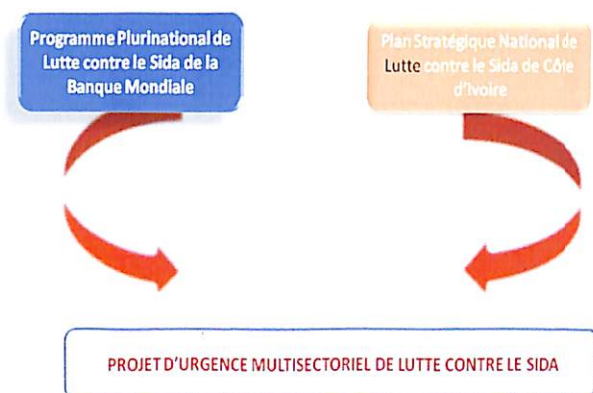 Programme Plurinational de
Lutte contre le Sida de la
Banque Mondiale
Plan Stratégique National de
Lutte contre le Sida de Côte
d'Ivoire
PROJET D'URGENCE MULTISECTORIEL DE LUTTE CONTRE LE SIDA